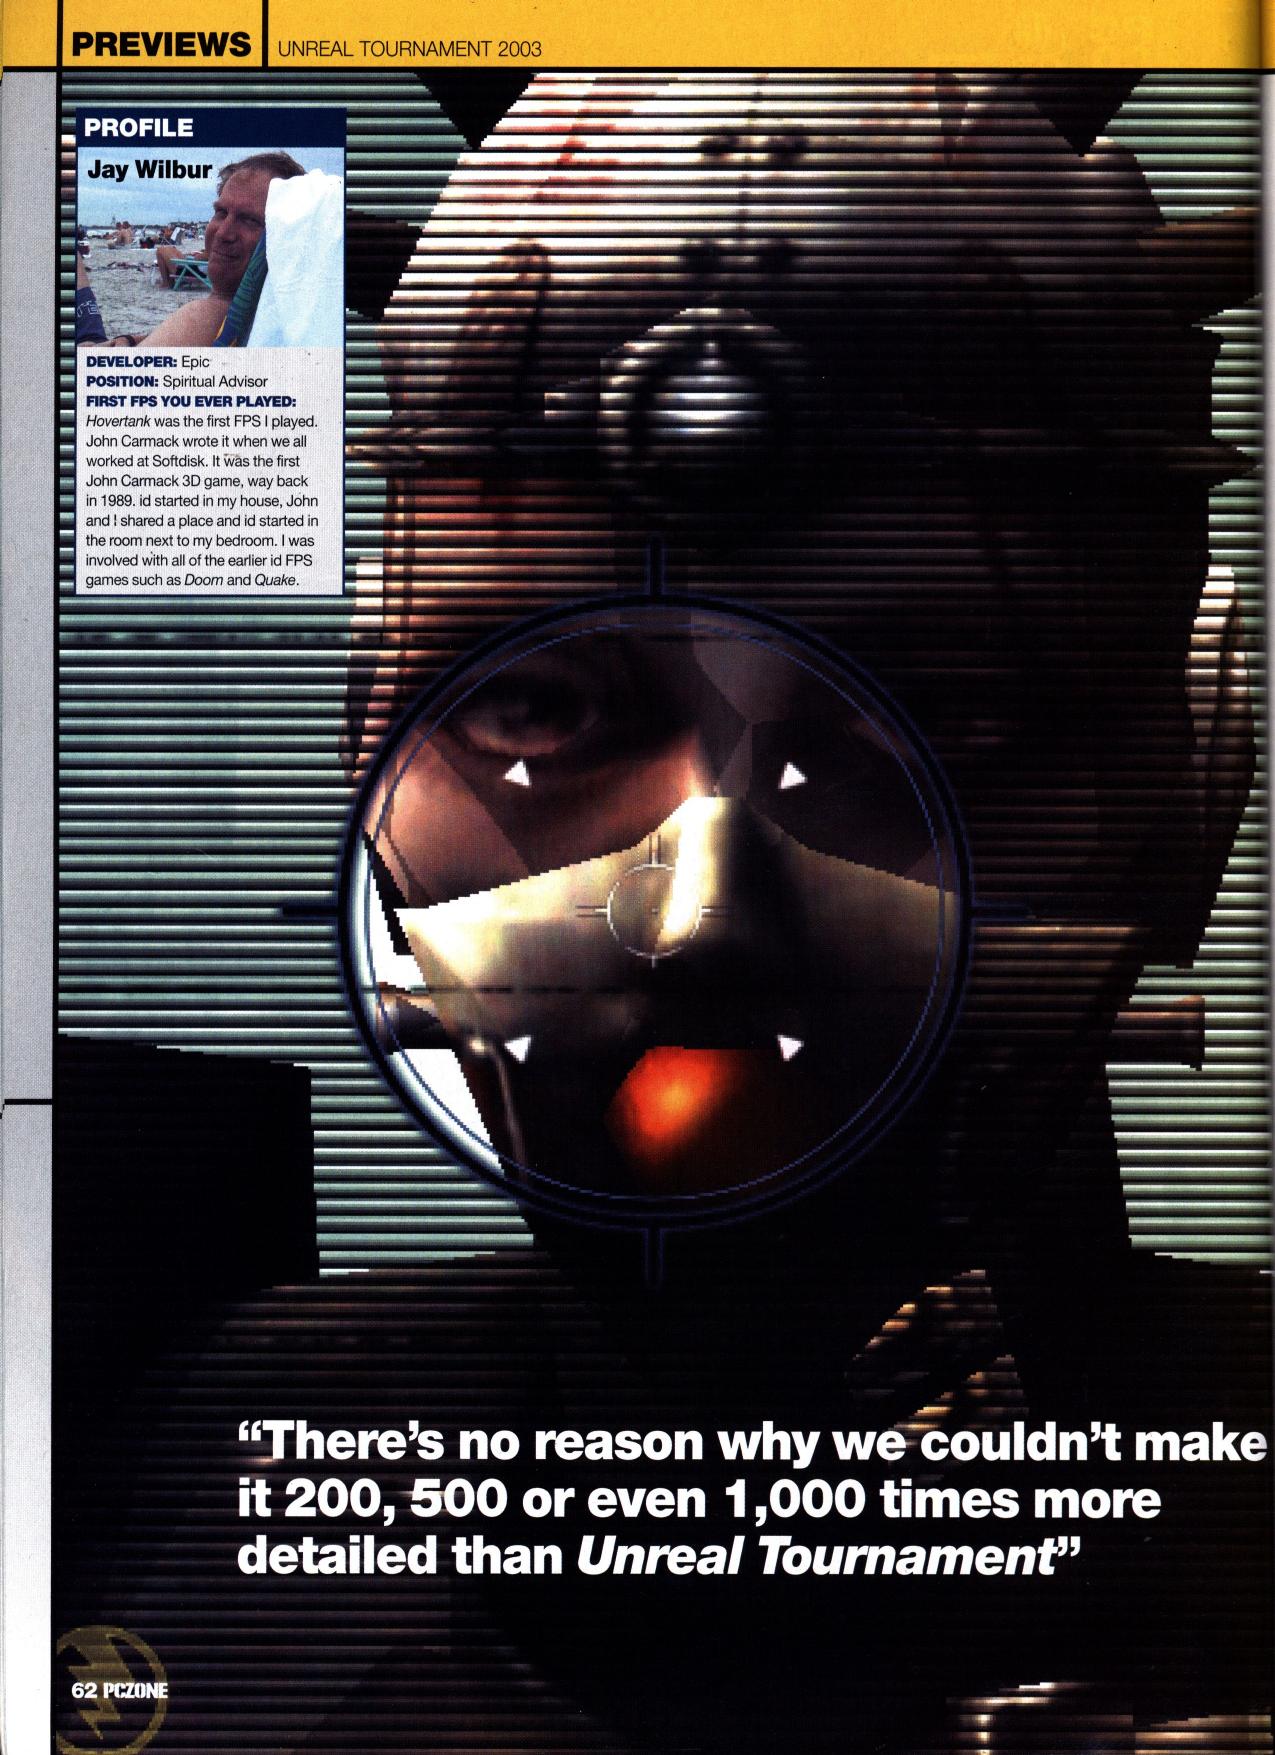 PREVIEWS
UNREAL TOURNAMENT 2003
PROFILE
Jay Wilbur
DEVELOPER: Epic
POSITION: Spiritual Advisor
FIRST FPS YOU EVER PLAYED:
Hovertank was the first FPS I played.
John Carmack wrote it when we all
worked at Softdisk. It was the first
John Carmack 3D game, way back
in 1989. id started in my house, John
and I shared a place and id started in
the room next to my bedroom. I was
involved with all of the earlier id FPS
games such as Doom and Quake.
“There’s no reason why we couldn’t make
it 200, 500 or even 1,000 times more
detailed than Unreal Tournament”
62 PCZONE